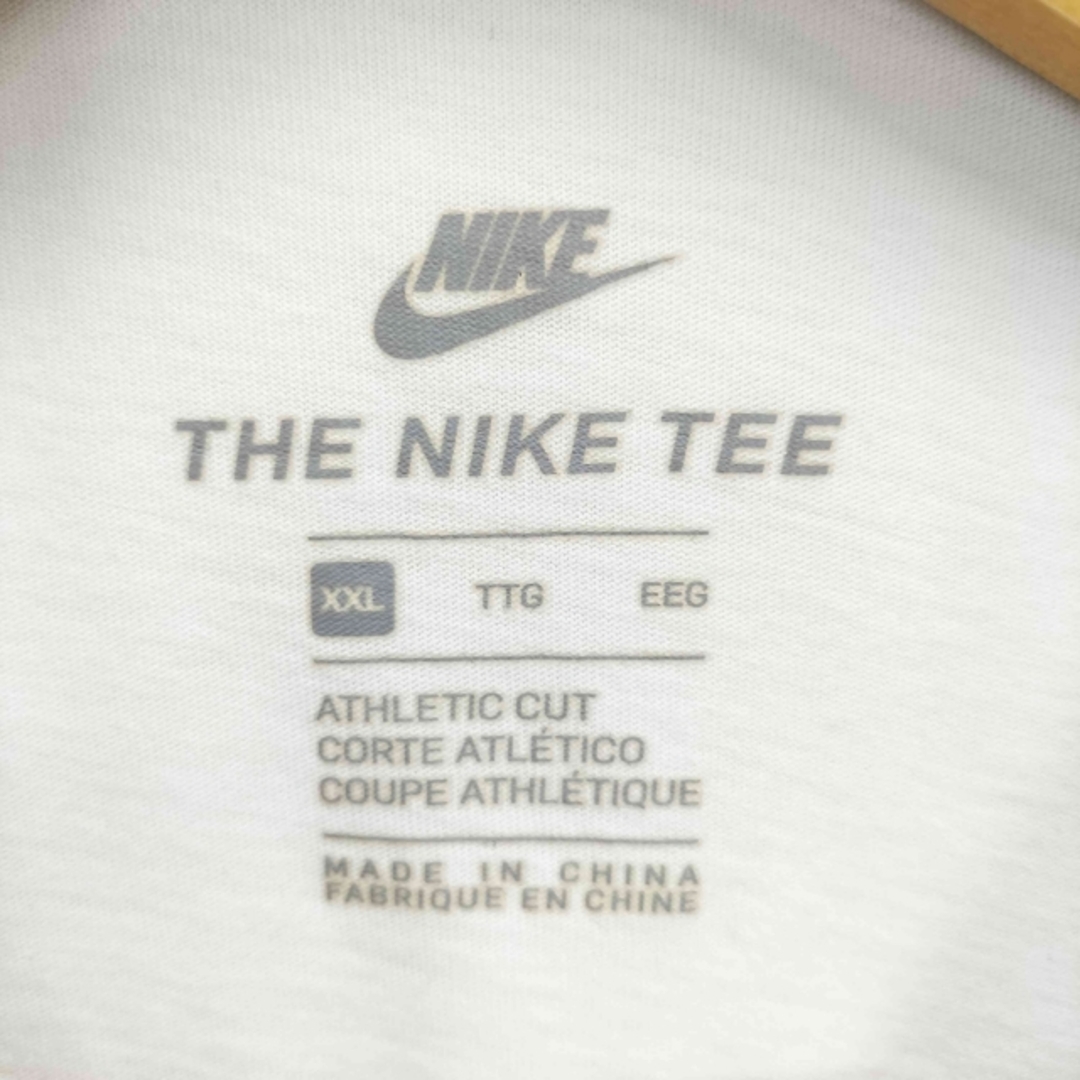 NIKE
THE NIKE TEE
XXL TTG EEG
ATHLETIC CUT
CORTE ATLÉTICO
COUPE ATHLÉTIQUE
MADE IN CHINA
FABRIQUE EN CHINE